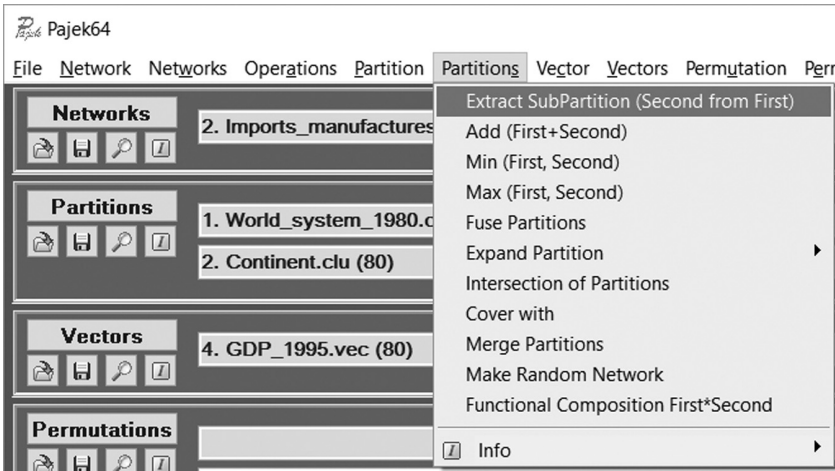 Pajek64
File Network Networks Operations Partition Partitions Vector Vectors Permutation
Networks
2. Imports_manufactures
Partitions
1. World_system_1980.c
2. Continent.clu (80)
Vectors
4. GDP_1995.vec (80)
Permutations
Extract SubPartition (Second from First)
Add (First+Second)
Min (First, Second)
Max (First, Second)
Fuse Partitions
Expand Partition
Intersection of Partitions
Cover with
Merge Partitions
Make Random Network
Functional Composition First*Second
Info